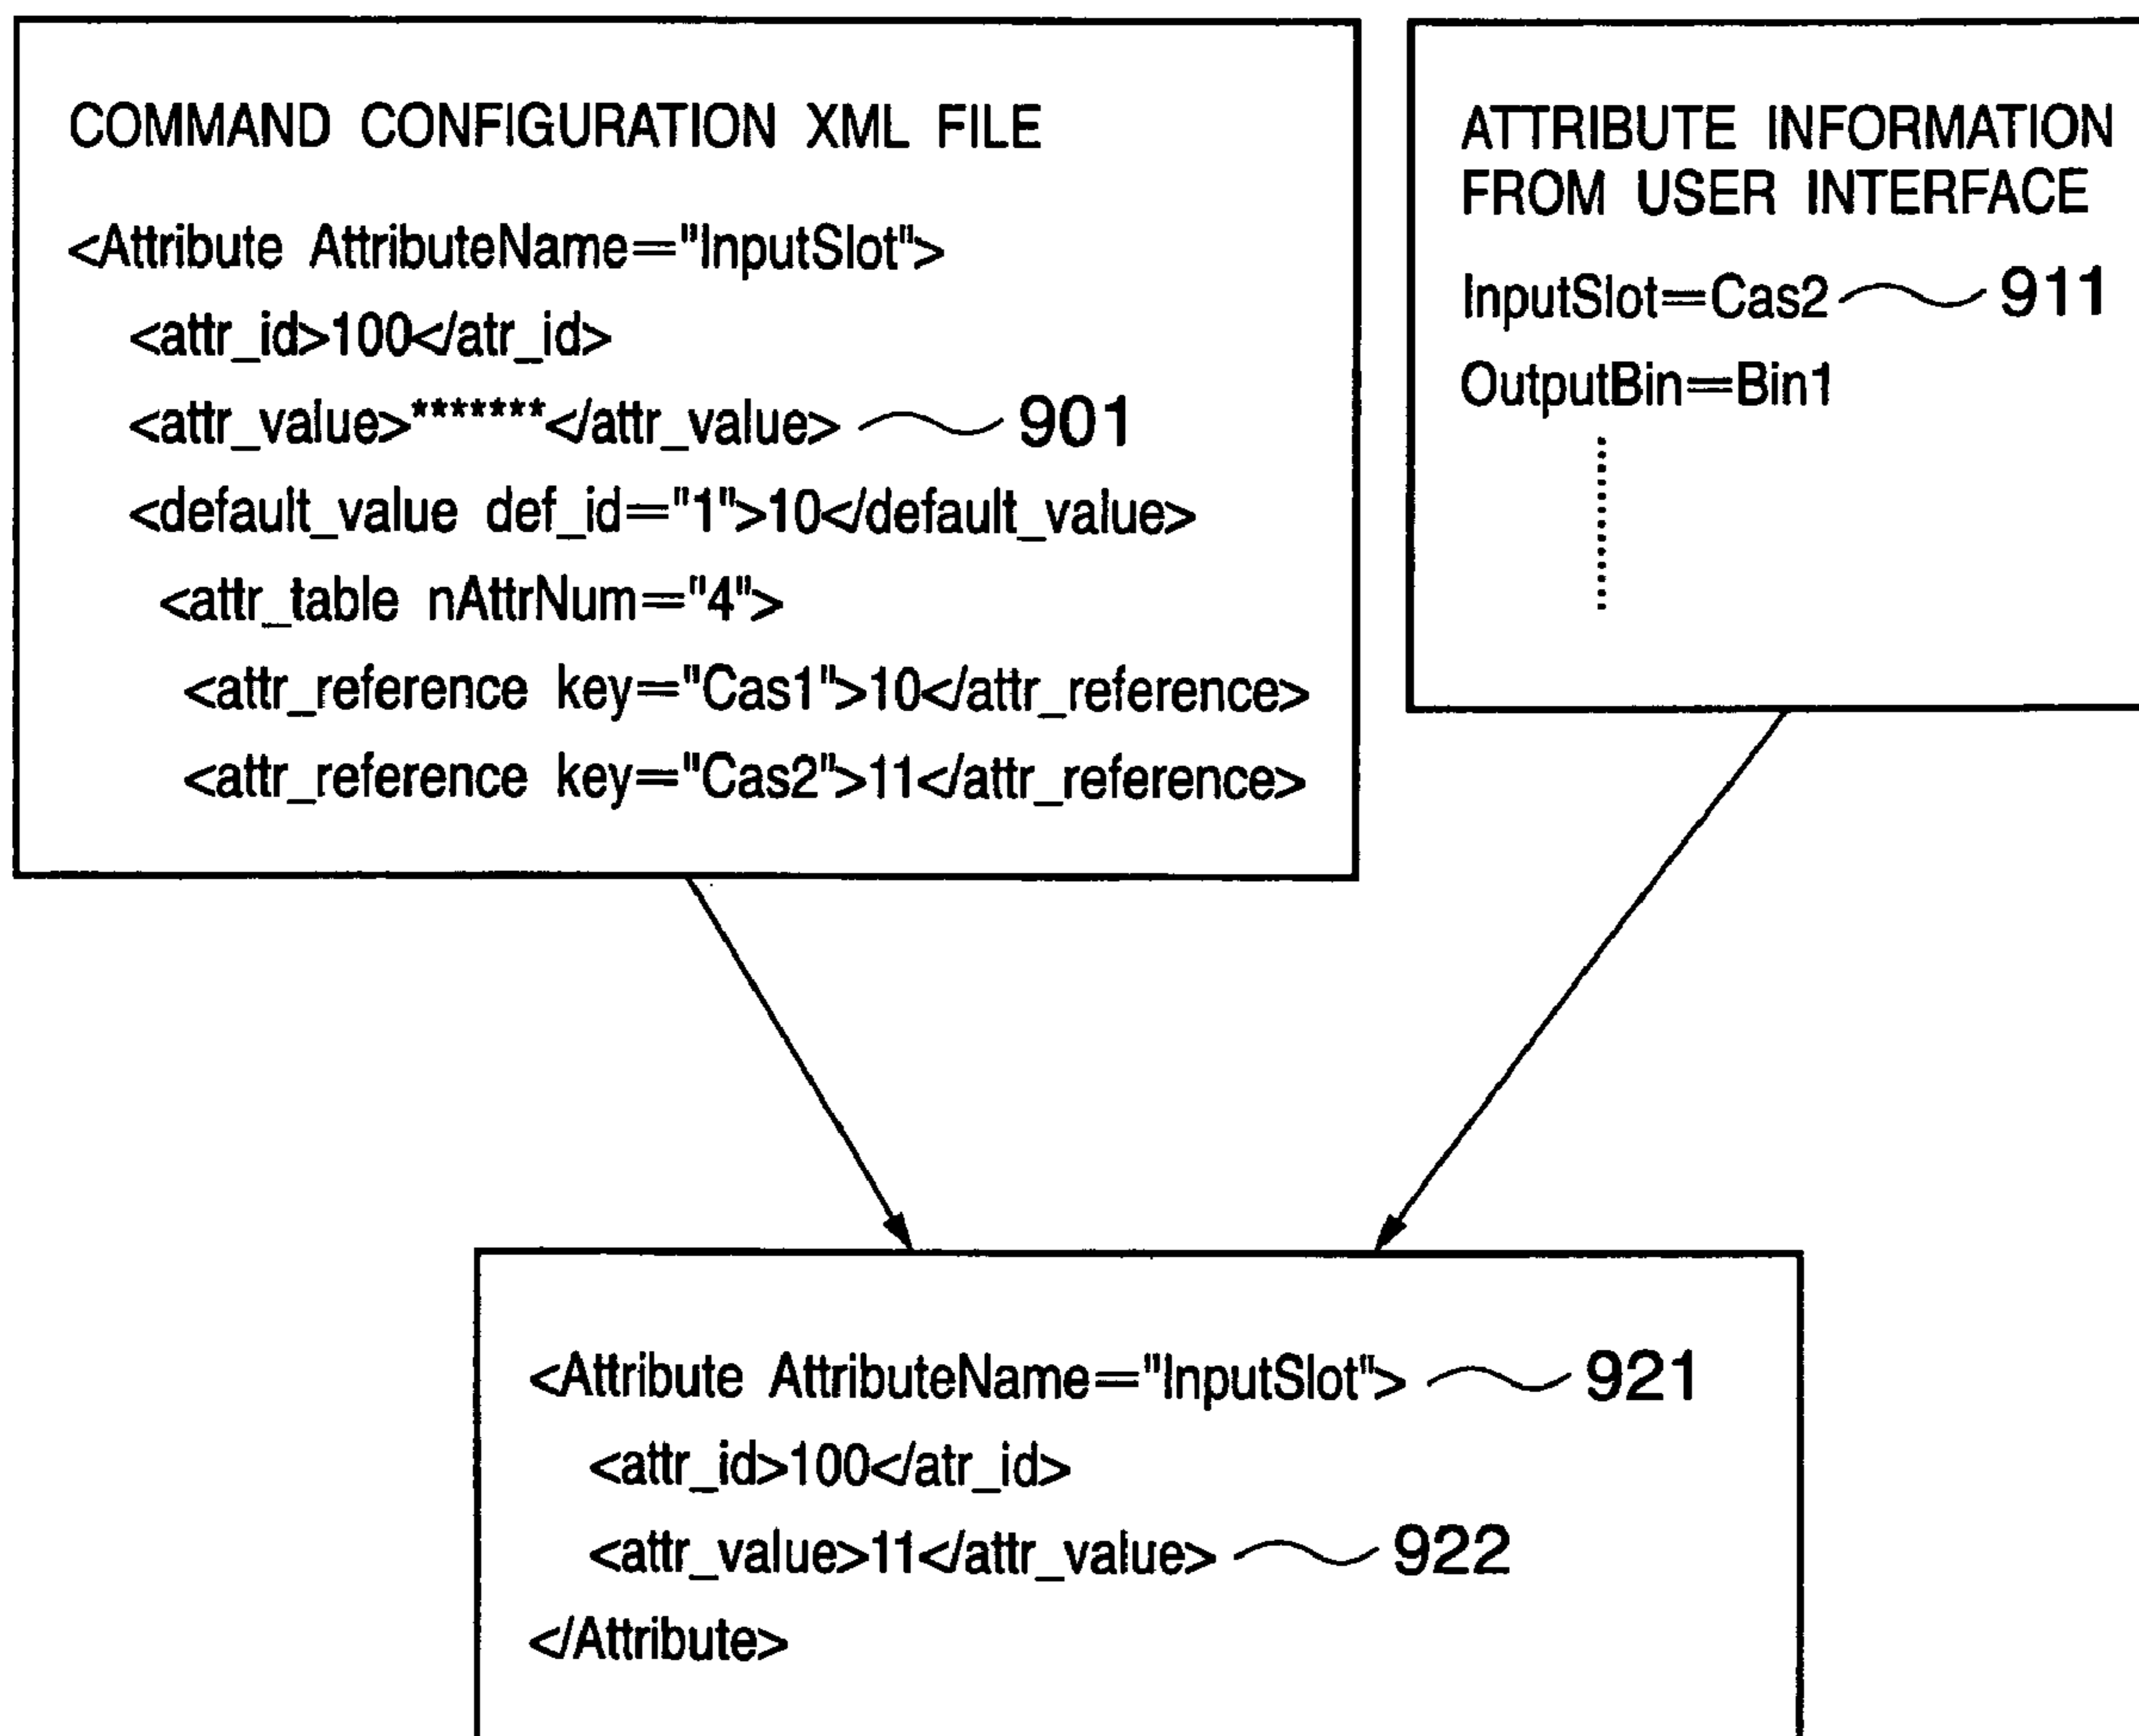 COMMAND CONFIGURATION XML FILE
<Attribute AttributeName="InputSlot">
<attr_id>100</atr_id>
<attr_value>*******</attr_value> 901
<default_value def_id="1">10</default_value>
<attr_table nAttrNum="4">
<attr_reference key="Cas1">10</attr_reference>
<attr_reference key="Cas2">11</attr_reference>
ATTRIBUTE INFORMATION
FROM USER INTERFACE
InputSlot=Cas2 911
OutputBin=Bin1
<Attribute AttributeName="InputSlot"> 921
<attr_id>100</atr_id>
<attr_value>11</attr_value> 922
</Attribute>